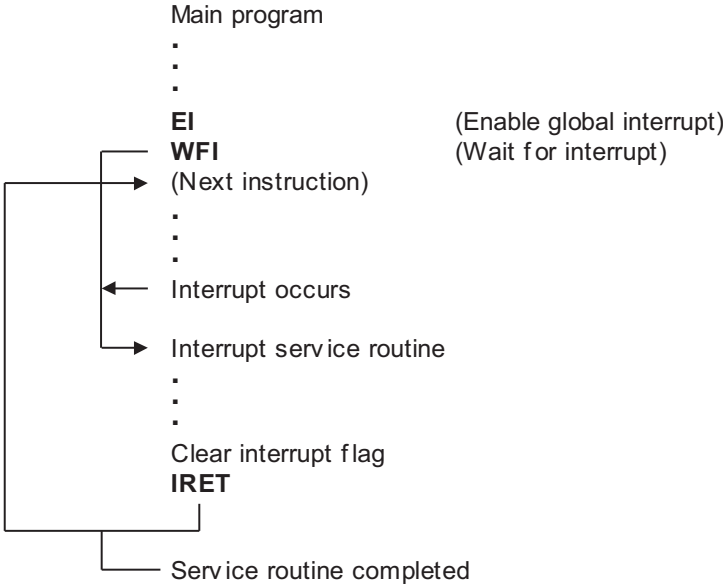 Main program
.
.
.
EI (Enable global interrupt)
WFI (Wait for interrupt)
(Next instruction)
.
.
.
Interrupt occurs
Interrupt service routine
.
.
.
Clear interrupt flag
IRET
Service routine completed